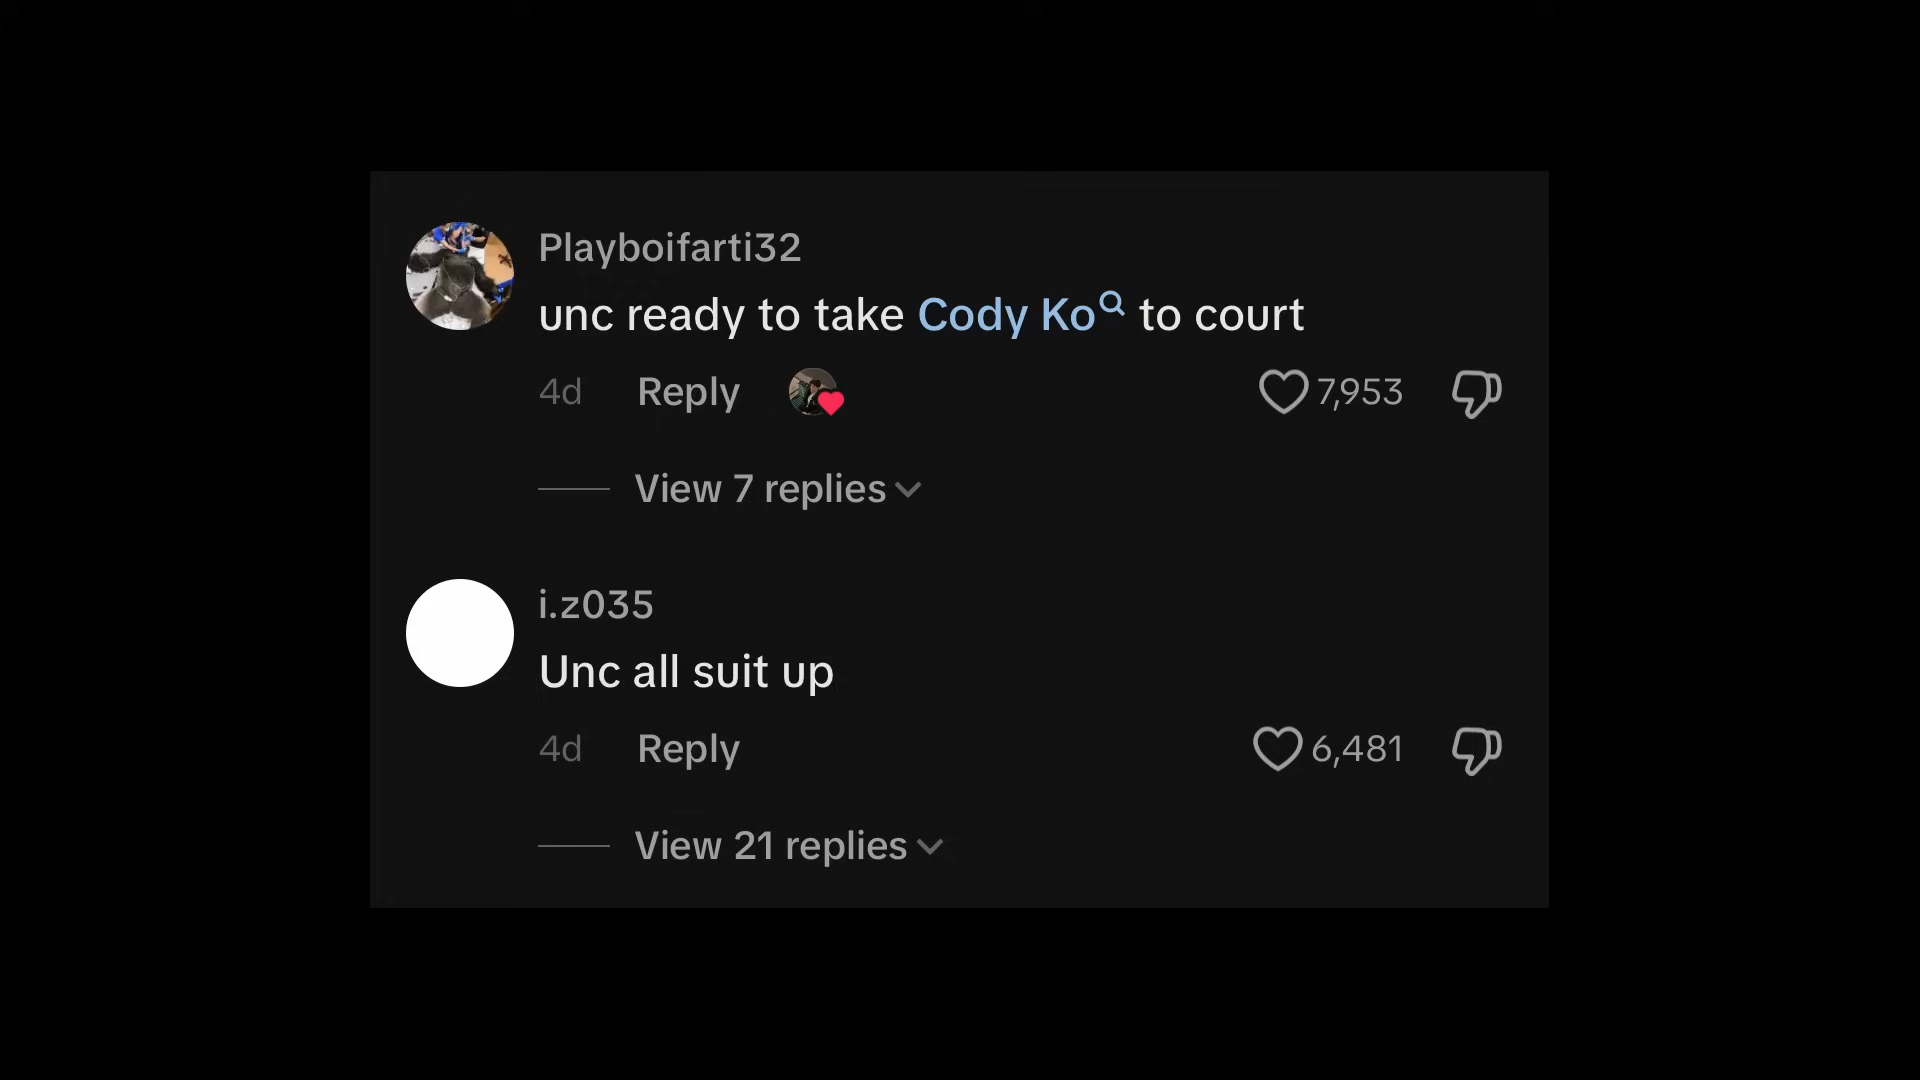 Playboifarti32
unc ready to take Cody Ko to court
4d Reply 7,953
View 7 replies
i.z035
Unc all suit up
4d Reply 6,481
View 21 replies